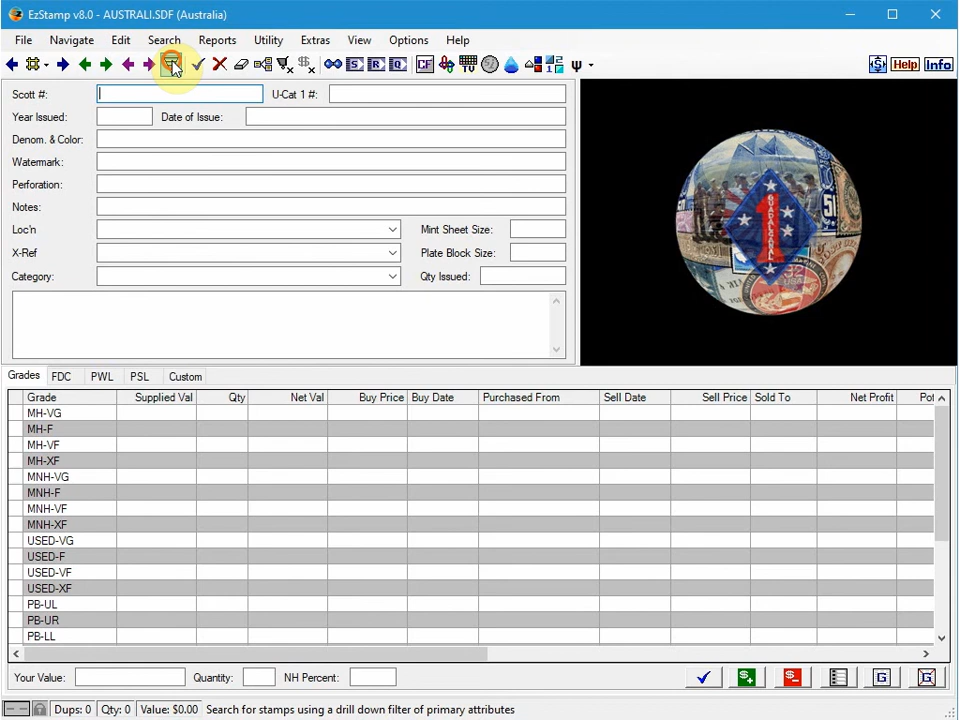 EzStamp v8.0 - AUSTRALI.SDF (Australia)
File Navigate Edit Search Reports Utility Extras View Options Help
S R Q CF TV Help Info
Scott #: U-Cat 1 #:
Year Issued: Date of Issue:
Denom. & Color:
Watermark:
Perforation:
Notes:
Loc'n Mint Sheet Size:
X-Ref Plate Block Size:
Category: Qty Issued:
GUADALCANAL
32
USA
Grades FDC PWL PSL Custom
Grade Supplied Val Qty Net Val Buy Price Buy Date Purchased From Sell Date Sell Price Sold To Net Profit Pot
MH-VG
MH-F
MH-VF
MH-XF
MNH-VG
MNH-F
MNH-VF
MNH-XF
USED-VG
USED-F
USED-VF
USED-XF
PB-UL
PB-UR
PB-LL
Your Value: Quantity: NH Percent: G G
Dups: 0 Qty: 0 Value: $0.00 Search for stamps using a drill down filter of primary attributes